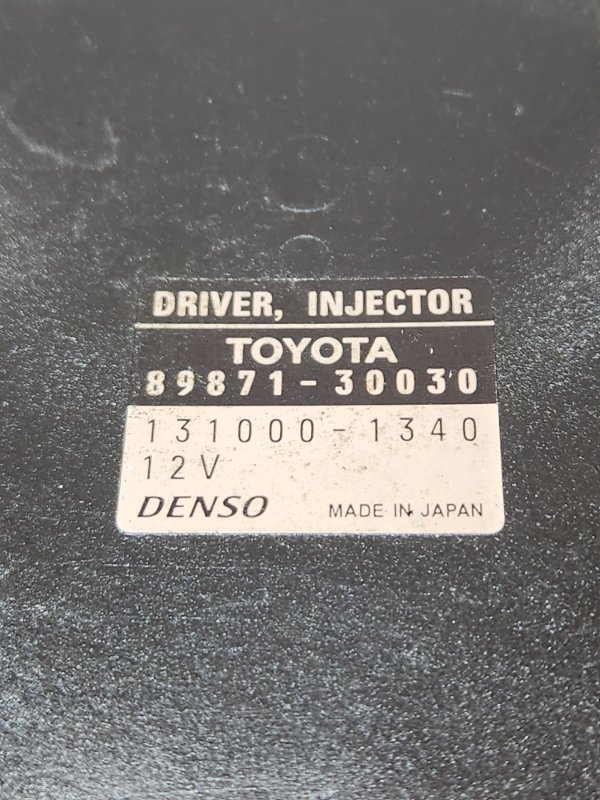 DRIVER, INJECTOR
TOYOTA
89871-30030
131000-1340
12V
DENSO MADE IN JAPAN